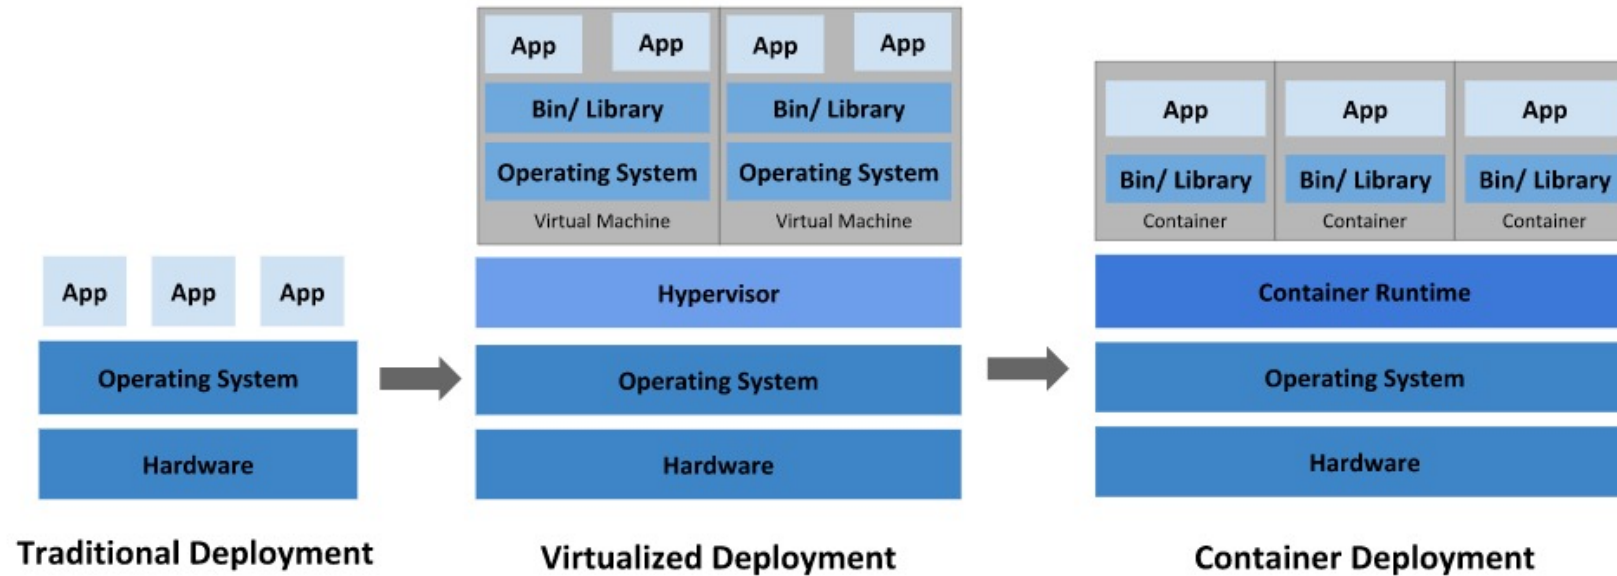 App App App
Operating System
Hardware
Traditional Deployment
App App App App
Bin/ Library Bin/ Library
Operating System Operating System
Virtual Machine Virtual Machine
Hypervisor
Operating System
Hardware
Virtualized Deployment
App App App
Bin/ Library Bin/ Library Bin/ Library
Container Container Container
Container Runtime
Operating System
Hardware
Container Deployment